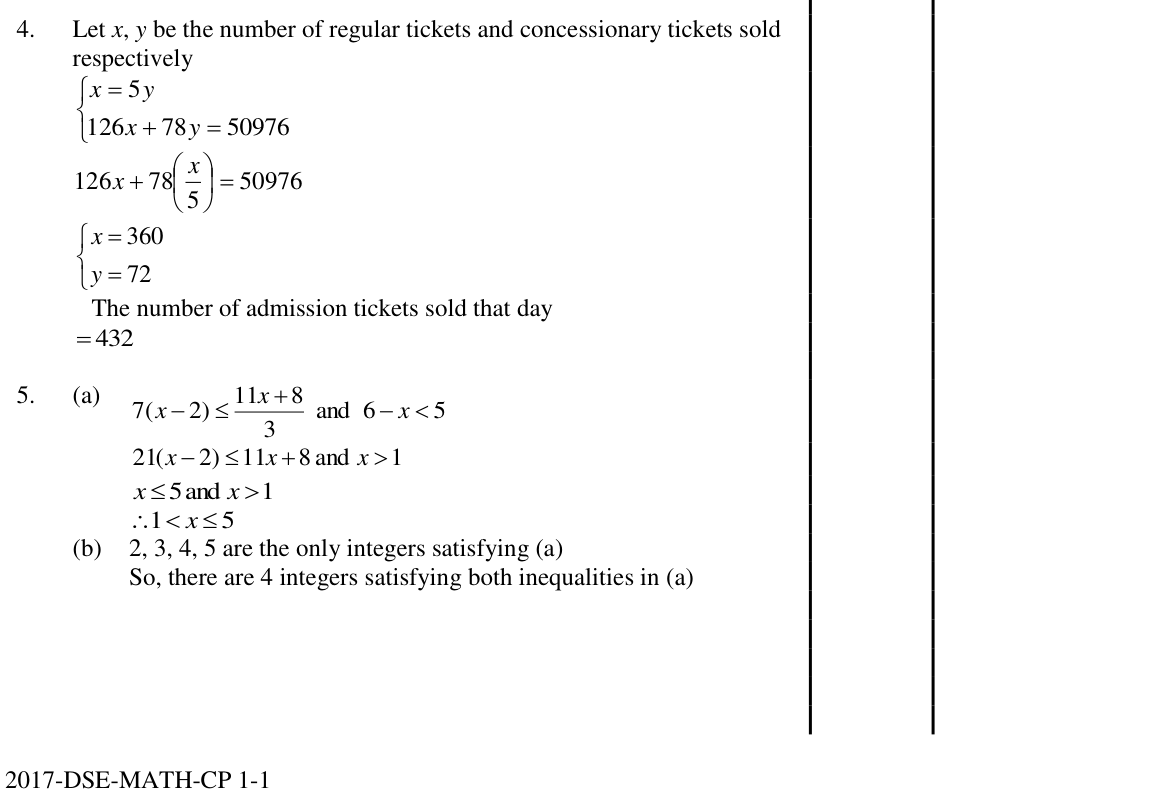 4. Let x, y be the number of regular tickets and concessionary tickets sold
respectively
{x = 5y
126x + 78y = 50976
126x + 78(x/5) = 50976
{x = 360
y = 72
The number of admission tickets sold that day
= 432
5. (a) 7(x − 2) ≤ (11x + 8)/3 and 6 − x < 5
21(x − 2) ≤ 11x + 8 and x > 1
x ≤ 5 and x > 1
∴ 1 < x ≤ 5
(b) 2, 3, 4, 5 are the only integers satisfying (a)
So, there are 4 integers satisfying both inequalities in (a)
2017-DSE-MATH-CP 1-1